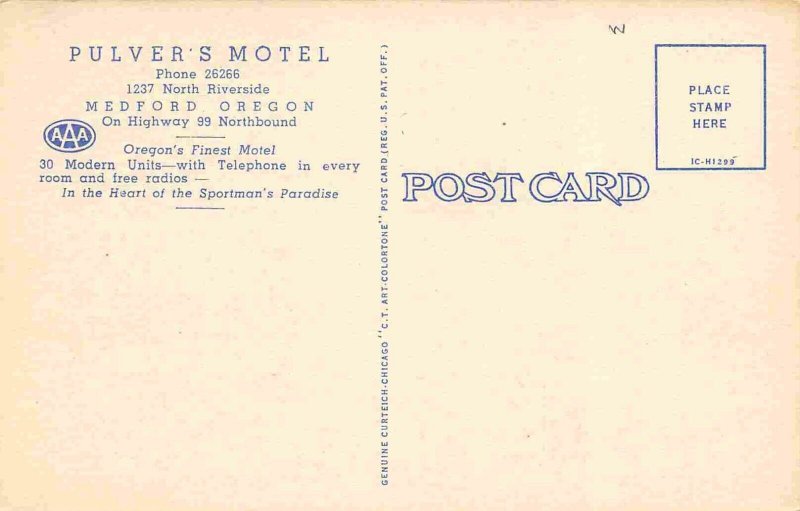 PULVER'S MOTEL
Phone 26266
1237 North Riverside
MEDFORD OREGON
On Highway 99 Northbound
AAA
Oregon's Finest Motel
30 Modern Units—with Telephone in every
room and free radios —
In the Heart of the Sportman's Paradise
GENUINE CURTEICH-CHICAGO "C.T. ART-COLORTONE" POST CARD (REG. U.S. PAT. OFF.)
W
PLACE
STAMP
HERE
1C-H1299
POST CARD